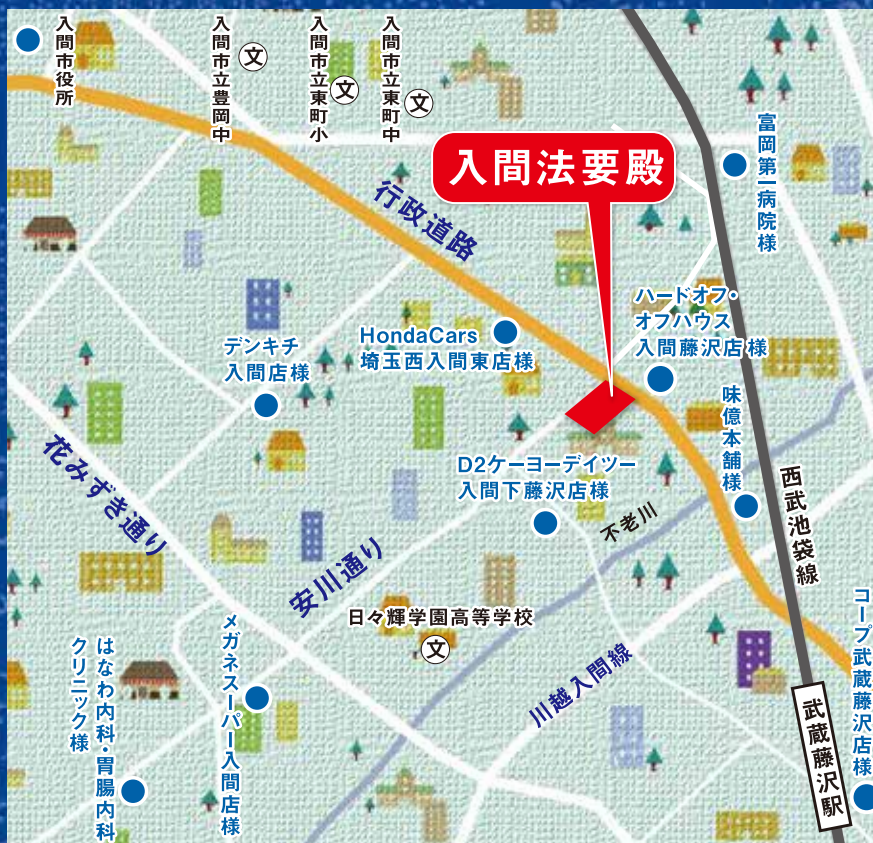 入間市役所
入間市立豊岡中
文
入間市立東町小
文
入間市立東町中
文
入間法要殿
富岡第一病院様
行政道路
ハードオフ・
オフハウス
入間藤沢店様
HondaCars
埼玉西入間東店様
デンキチ
入間店様
味億本舗様
D2ケーヨーデイツー
入間下藤沢店様
西武池袋線
不老川
花みずき通り
安川通り
日々輝学園高等学校
文
川越入間線
コープ武蔵藤沢店様
武蔵藤沢駅
メガネスーパー入間店様
はなわ内科・胃腸内科
クリニック様